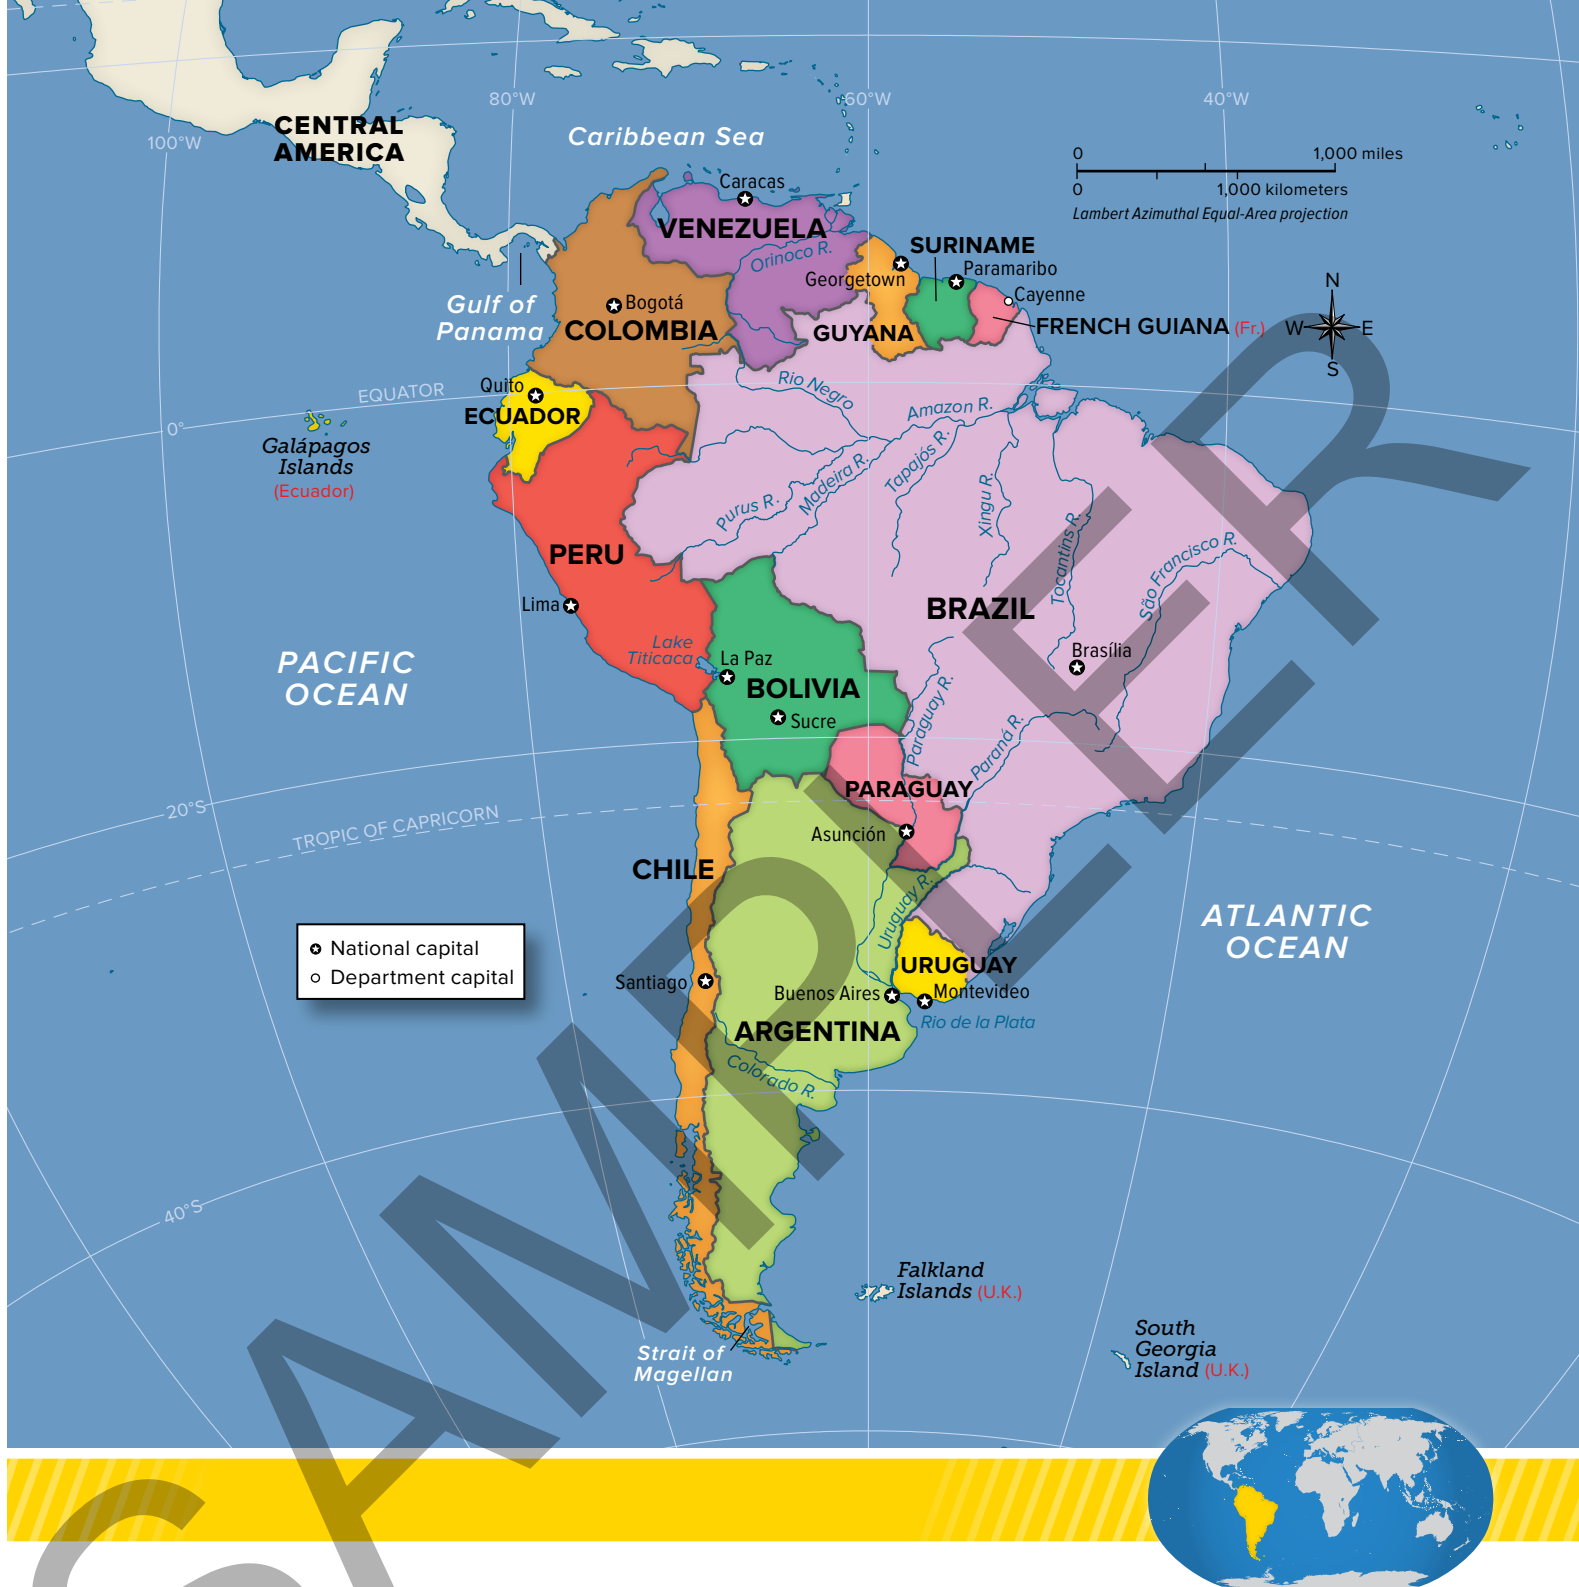 80°W
60°W
40°W
100°W
CENTRAL
AMERICA
Caribbean Sea
0
1,000 miles
0
1,000 kilometers
Lambert Azimuthal Equal-Area projection
Caracas
VENEZUELA
Orinoco R.
SURINAME
Georgetown
Paramaribo
Cayenne
Gulf of
Panama
Bogotá
COLOMBIA
GUYANA
FRENCH GUIANA (Fr.)
N
W
E
S
EQUATOR
Quito
ECUADOR
Rio Negro
Amazon R.
0°
Galápagos
Islands
(Ecuador)
Purus R.
Madeira R.
Tapajós R.
Xingu R.
Tocantins R.
São Francisco R.
PERU
BRAZIL
Lima
Lake
Titicaca
La Paz
Brasília
PACIFIC
OCEAN
BOLIVIA
Sucre
Paraguay R.
Paraná R.
PARAGUAY
20°S
TROPIC OF CAPRICORN
Asunción
CHILE
Uruguay R.
ATLANTIC
OCEAN
National capital
Department capital
Santiago
URUGUAY
Buenos Aires
Montevideo
Rio de la Plata
ARGENTINA
Colorado R.
40°S
Falkland
Islands (U.K.)
South
Georgia
Island (U.K.)
Strait of
Magellan
SAMPLER